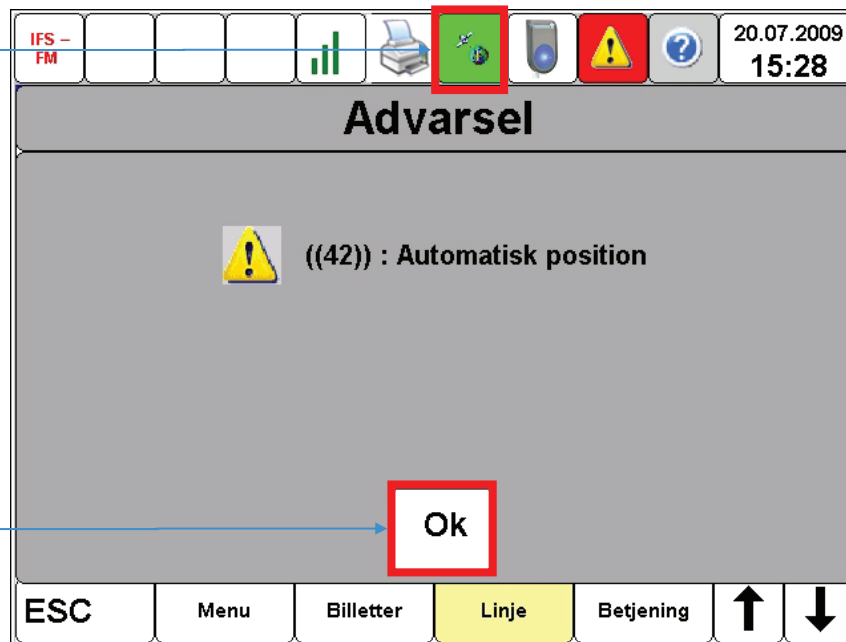 IFS –
FM
20.07.2009
15:28
Advarsel
((42)) : Automatisk position
Ok
ESC
Menu
Billetter
Linje
Betjening